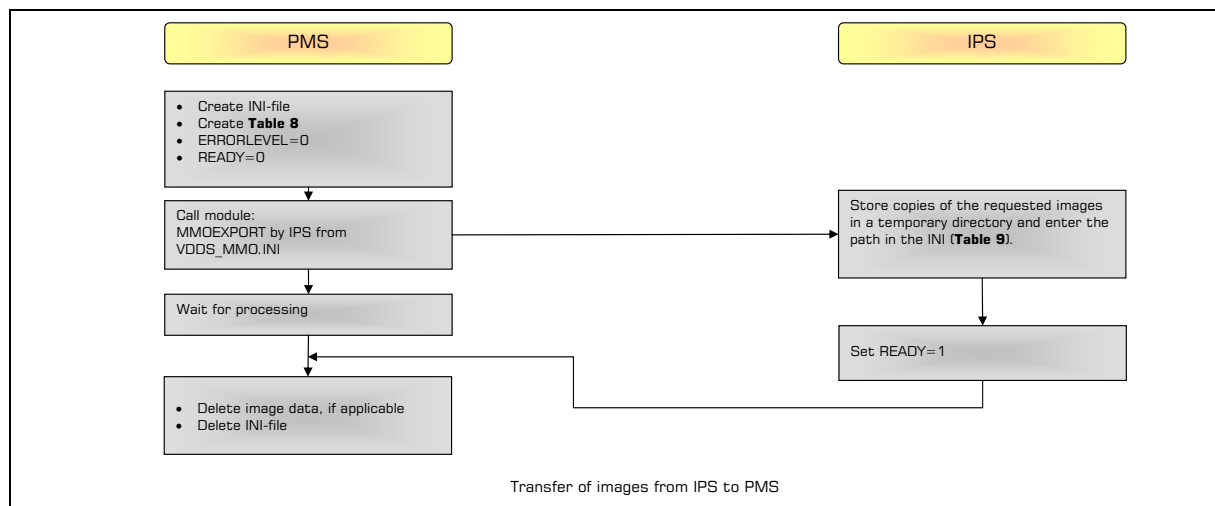 PMS
IPS
• Create INI-file
• Create Table 8
• ERRORLEVEL=0
• READY=0
Call module:
MMOEXPORT by IPS from
VDDS_MMO.INI
Store copies of the requested images
in a temporary directory and enter the
path in the INI (Table 9).
Wait for processing
Set READY=1
• Delete image data, if applicable
• Delete INI-file
Transfer of images from IPS to PMS